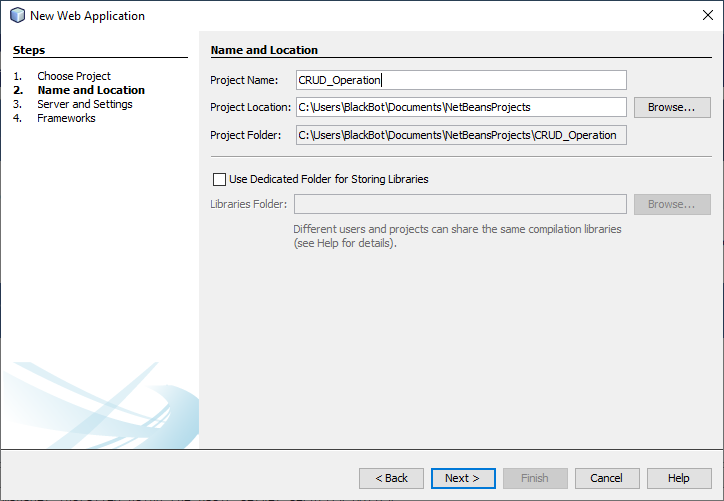 New Web Application
Steps
1. Choose Project
2. Name and Location
3. Server and Settings
4. Frameworks
Name and Location
Project Name: CRUD_Operation
Project Location: C:\Users\BlackBot\Documents\NetBeansProjects Browse...
Project Folder: C:\Users\BlackBot\Documents\NetBeansProjects\CRUD_Operation
Use Dedicated Folder for Storing Libraries
Libraries Folder: Browse...
Different users and projects can share the same compilation libraries
(see Help for details).
< Back Next > Finish Cancel Help